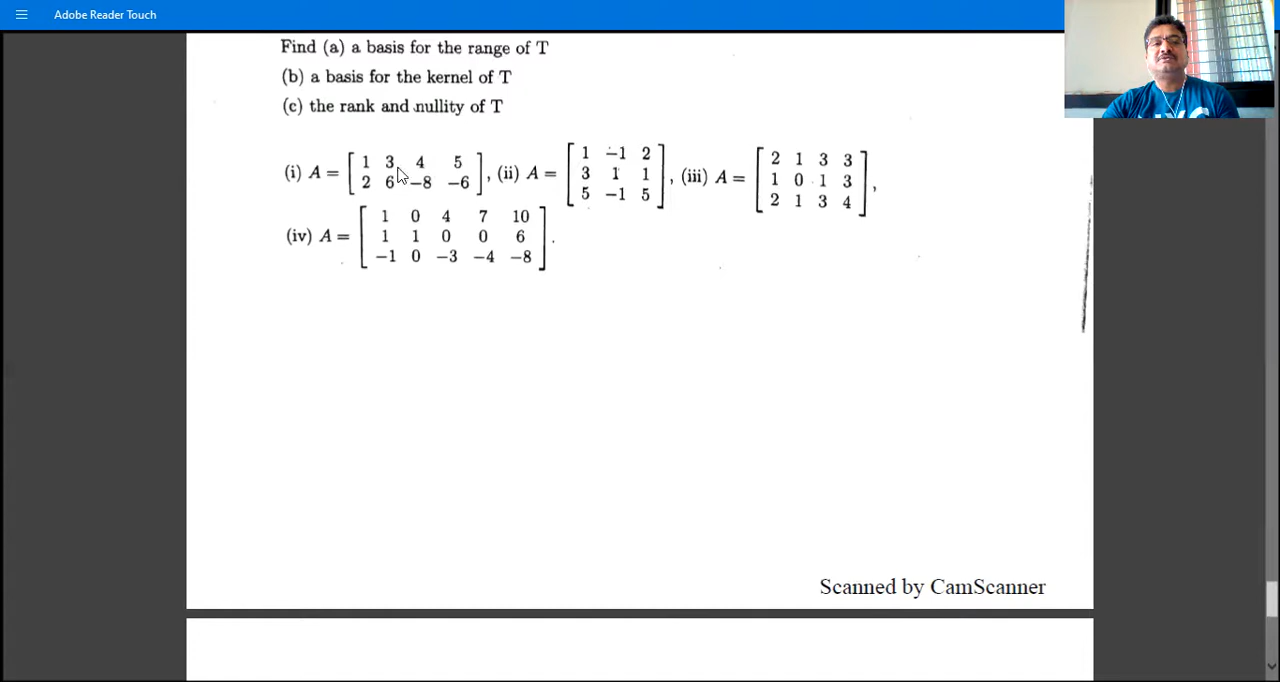 Adobe Reader Touch
Find (a) a basis for the range of T
(b) a basis for the kernel of T
(c) the rank and nullity of T
(i) A = [ 1 3 4 5
2 6 −8 −6 ], (ii) A = [ 1 −1 2
3 1 1
5 −1 5 ], (iii) A = [ 2 1 3 3
1 0 1 3
2 1 3 4 ],
(iv) A = [ 1 0 4 7 10
1 1 0 0 6
−1 0 −3 −4 −8 ].
Scanned by CamScanner